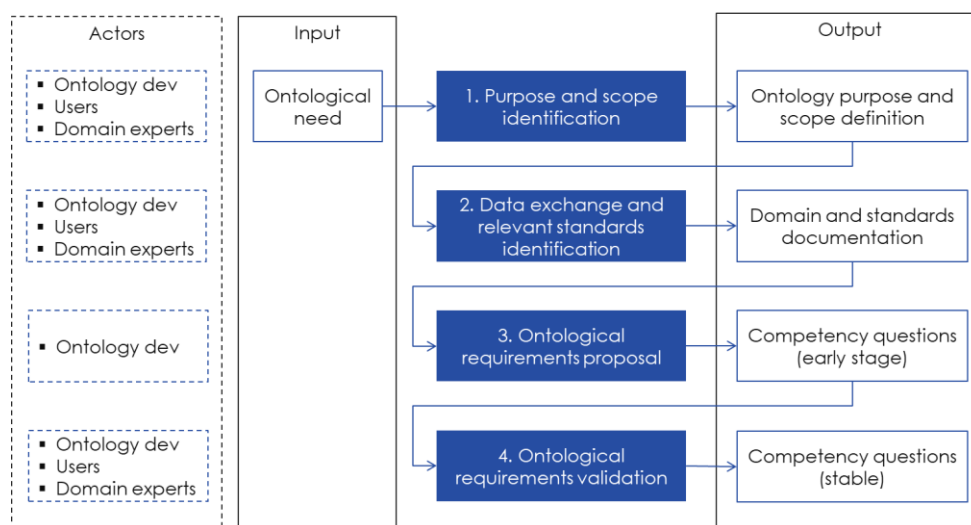 Actors
Input
Output
▪ Ontology dev
▪ Users
▪ Domain experts
Ontological
need
1. Purpose and scope
identification
Ontology purpose and
scope definition
▪ Ontology dev
▪ Users
▪ Domain experts
2. Data exchange and
relevant standards
identification
Domain and standards
documentation
▪ Ontology dev
3. Ontological
requirements proposal
Competency questions
(early stage)
▪ Ontology dev
▪ Users
▪ Domain experts
4. Ontological
requirements validation
Competency questions
(stable)